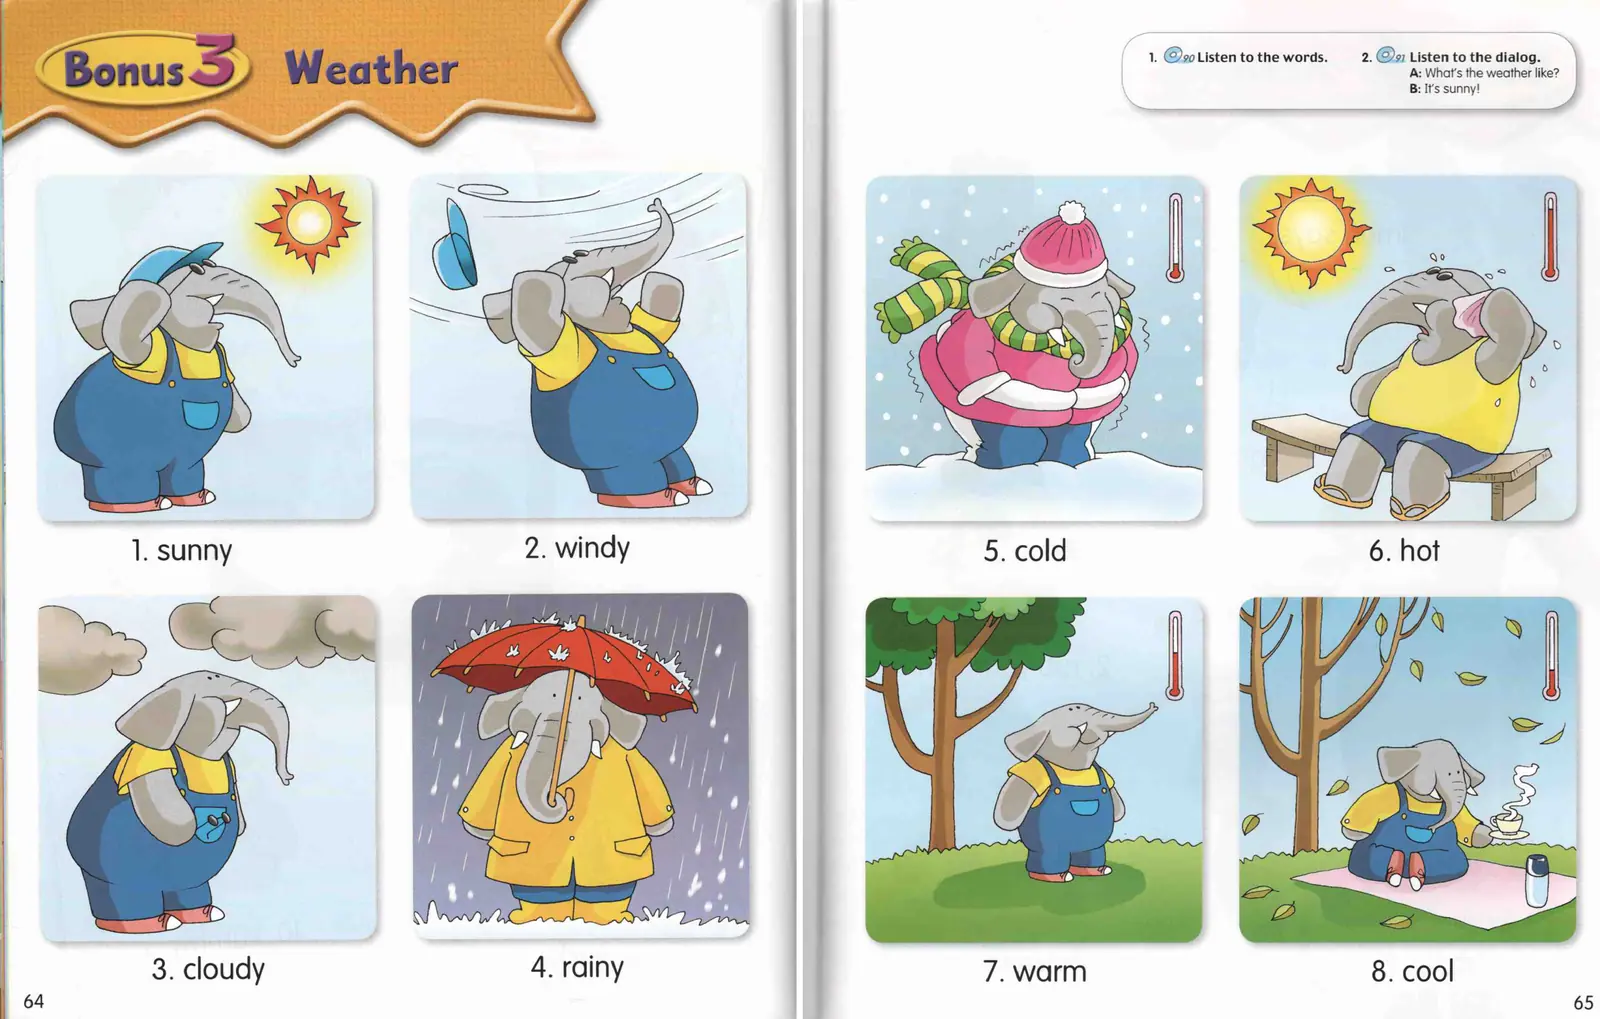 Bonus 3 Weather
1. 90 Listen to the words.
2. 91 Listen to the dialog.
A: What's the weather like?
B: It's sunny!
1. sunny
2. windy
3. cloudy
4. rainy
64
5. cold
6. hot
7. warm
8. cool
65